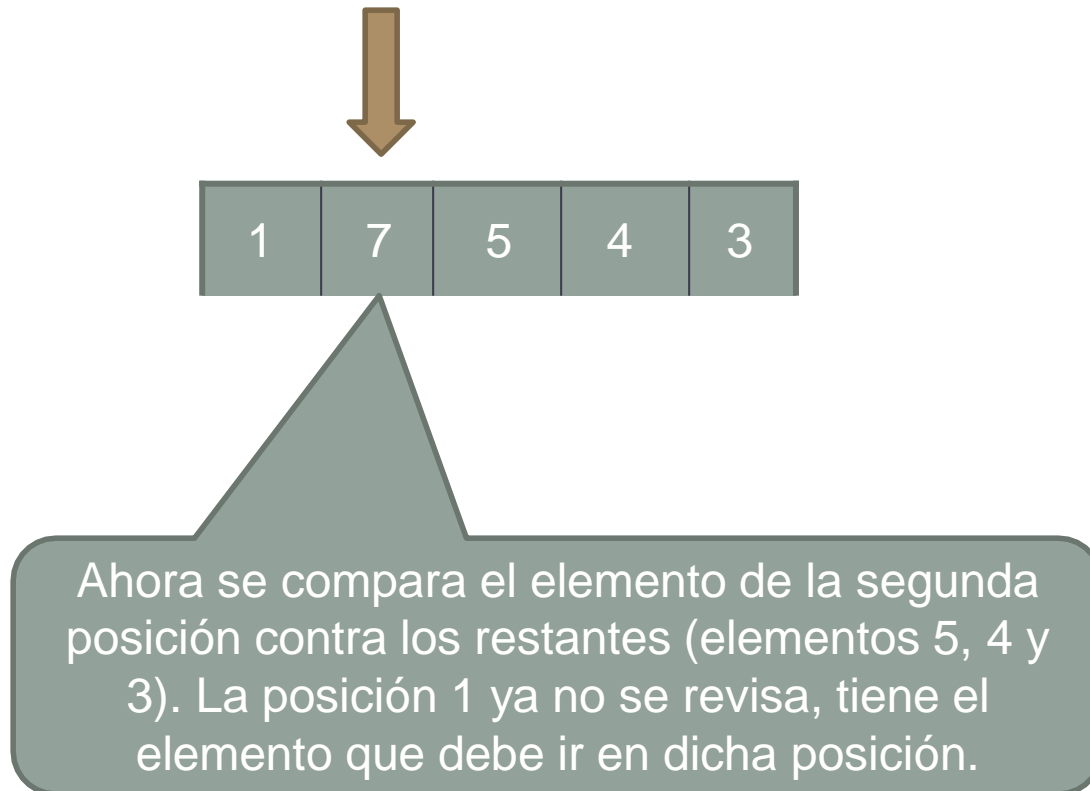 1 7 5 4 3
Ahora se compara el elemento de la segunda
posición contra los restantes (elementos 5, 4 y
3). La posición 1 ya no se revisa, tiene el
elemento que debe ir en dicha posición.